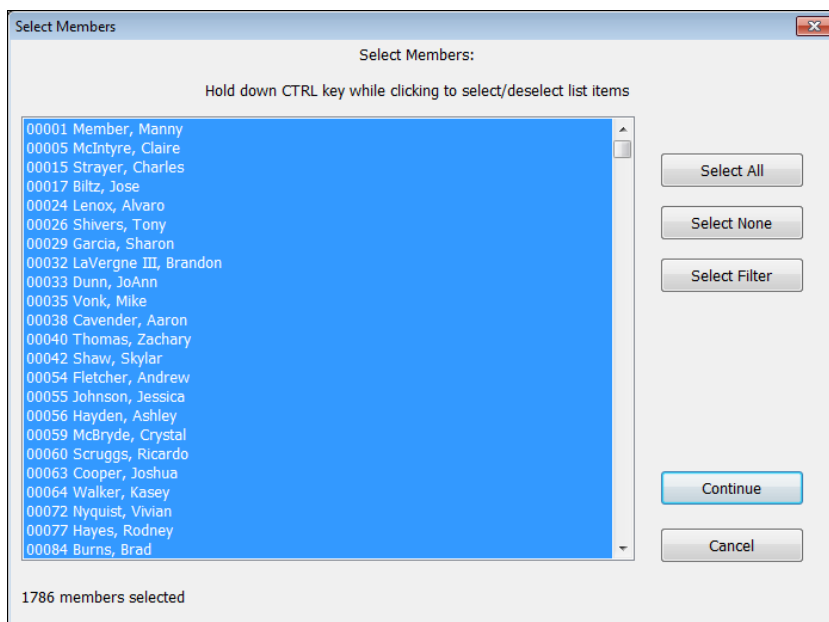 Select Members
Select Members:
Hold down CTRL key while clicking to select/deselect list items
00001 Member, Manny
00005 McIntyre, Claire
00015 Strayer, Charles
00017 Biltz, Jose
00024 Lenox, Alvaro
00026 Shivers, Tony
00029 Garcia, Sharon
00032 LaVergne III, Brandon
00033 Dunn, JoAnn
00035 Vonk, Mike
00038 Cavender, Aaron
00040 Thomas, Zachary
00042 Shaw, Skylar
00054 Fletcher, Andrew
00055 Johnson, Jessica
00056 Hayden, Ashley
00059 McBryde, Crystal
00060 Scruggs, Ricardo
00063 Cooper, Joshua
00064 Walker, Kasey
00072 Nyquist, Vivian
00077 Hayes, Rodney
00084 Burns, Brad
Select All
Select None
Select Filter
Continue
Cancel
1786 members selected